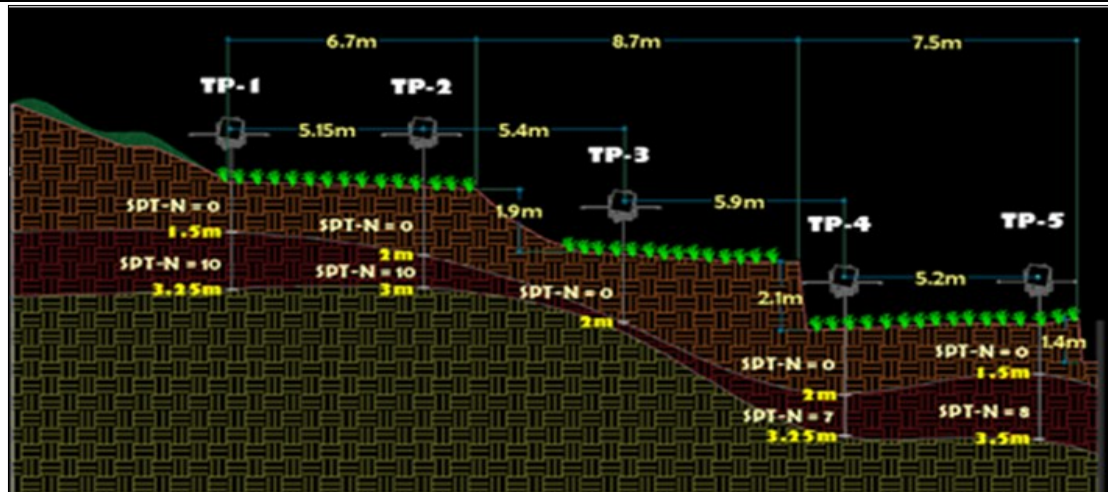 6.7m
8.7m
7.5m
TP-1
TP-2
5.15m
5.4m
TP-3
5.9m
TP-4
TP-5
SPT-N = 0
1.5m
SPT-N = 10
3.25m
SPT-N = 0
2m
SPT-N = 10
3m
1.9m
SPT-N = 0
2m
2.1m
5.2m
SPT-N = 0
2m
SPT-N = 7
3.25m
1.4m
SPT-N = 0
1.5m
SPT-N = 8
3.5m